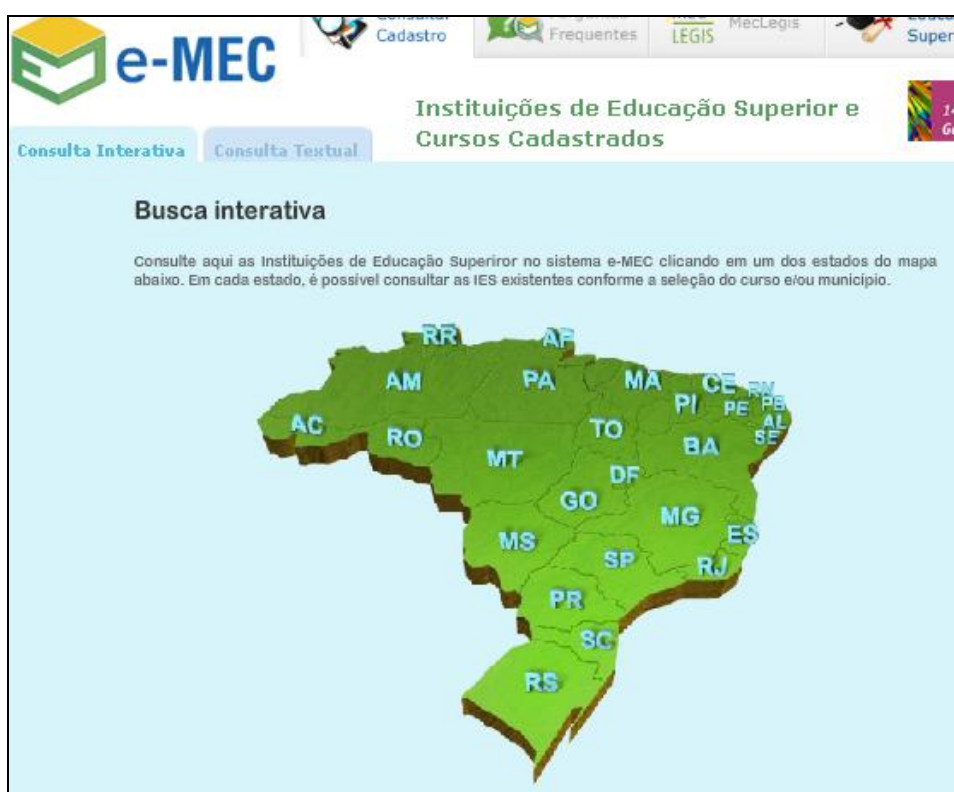 e-MEC
Consultar
Cadastro
Perguntas
Frequentes
LEGIS
MecLegis
Super
Instituições de Educação Superior e
Cursos Cadastrados
Consulta Interativa
Consulta Textual
Busca interativa
Consulte aqui as Instituições de Educação Superiror no sistema e-MEC clicando em um dos estados do mapa
abaixo. Em cada estado, é possível consultar as IES existentes conforme a seleção do curso e/ou município.
RR
AP
AM
PA
MA
CE
RN
PI
PE
PB
AL
SE
AC
RO
TO
BA
MT
DF
GO
MG
ES
MS
SP
RJ
PR
SC
RS